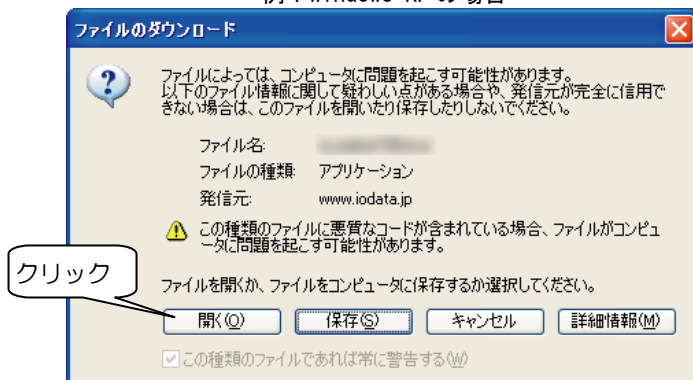 ファイルのダウンロード
ファイルによっては、コンピュータに問題を起こす可能性があります。
以下のファイル情報に関して疑わしい点がある場合や、発信元が完全に信用で
きない場合は、このファイルを開いたり保存したりしないでください。
ファイル名:
ファイルの種類: アプリケーション
発信元: www.iodata.jp
この種類のファイルに悪質なコードが含まれている場合、ファイルがコンピュ
ータに問題を起こす可能性があります。
クリック
ファイルを開くか、ファイルをコンピュータに保存するか選択してください。
開く(O) 保存(S) キャンセル 詳細情報(M)
この種類のファイルであれば常に警告する(W)